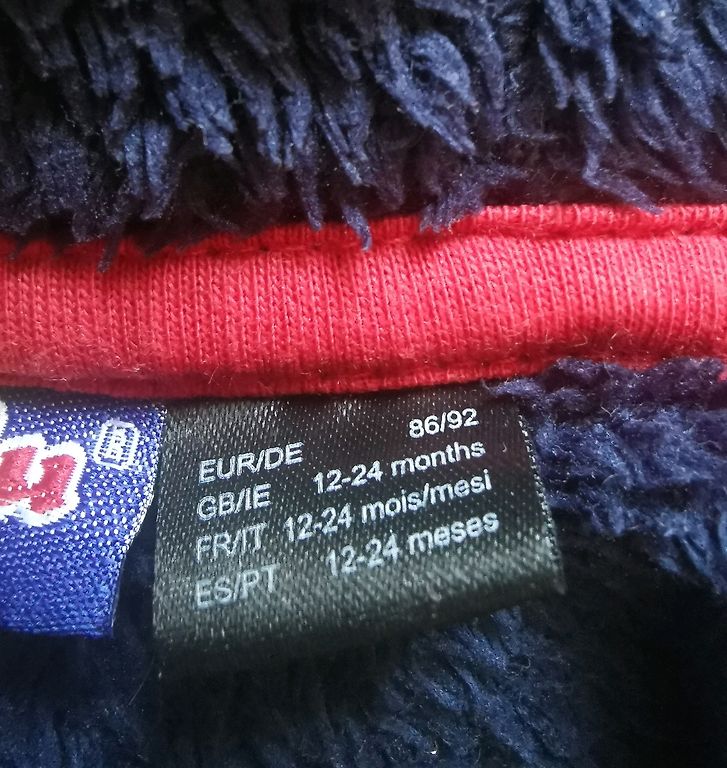 EUR/DE 86/92
GB/IE 12-24 months
FR/IT 12-24 mois/mesi
ES/PT 12-24 meses